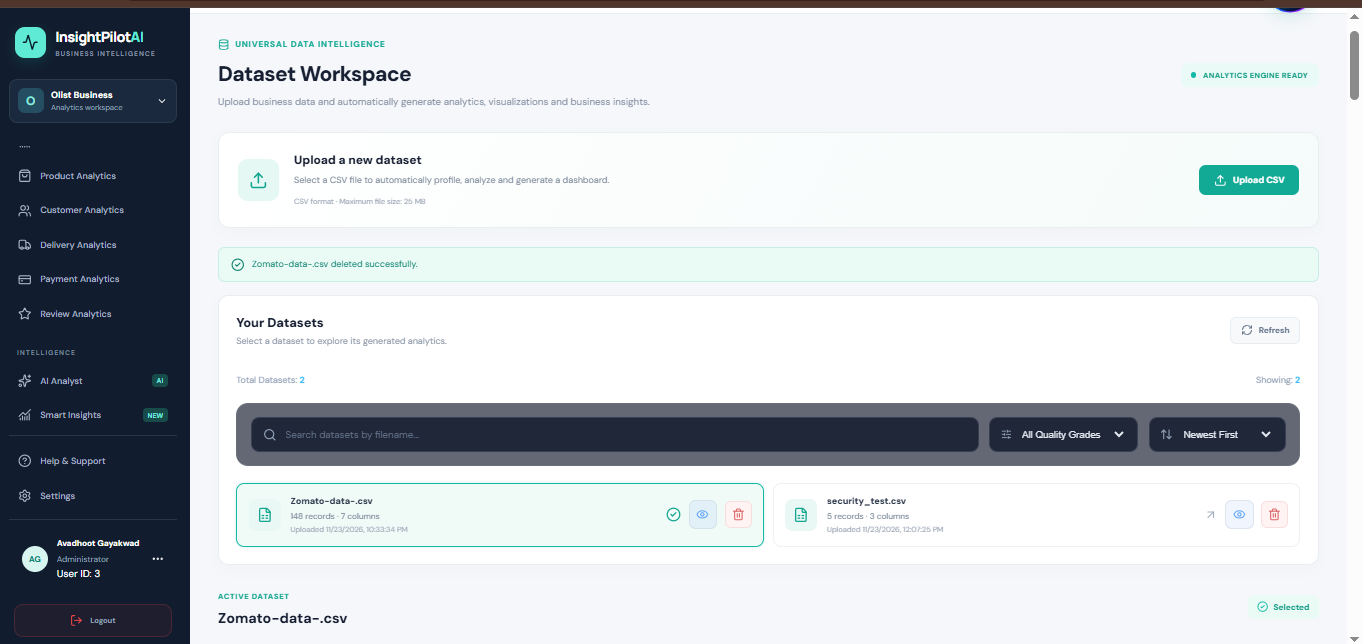 InsightPilotAI
BUSINESS INTELLIGENCE
O
Olist Business
Analytics workspace
.....
Product Analytics
Customer Analytics
Delivery Analytics
Payment Analytics
Review Analytics
INTELLIGENCE
AI Analyst
AI
Smart Insights
NEW
Help & Support
Settings
AG
Avadhoot Gayakwad
Administrator
User ID: 3
Logout
UNIVERSAL DATA INTELLIGENCE
Dataset Workspace
Upload business data and automatically generate analytics, visualizations and business insights.
ANALYTICS ENGINE READY
Upload a new dataset
Select a CSV file to automatically profile, analyze and generate a dashboard.
CSV format · Maximum file size: 25 MB
Upload CSV
Zomato-data-.csv deleted successfully.
Your Datasets
Select a dataset to explore its generated analytics.
Refresh
Total Datasets: 2
Showing: 2
Search datasets by filename...
All Quality Grades
Newest First
Zomato-data-.csv
148 records · 7 columns
Uploaded 11/23/2026, 10:33:34 PM
security_test.csv
5 records · 3 columns
Uploaded 11/23/2026, 12:07:25 PM
ACTIVE DATASET
Zomato-data-.csv
Selected